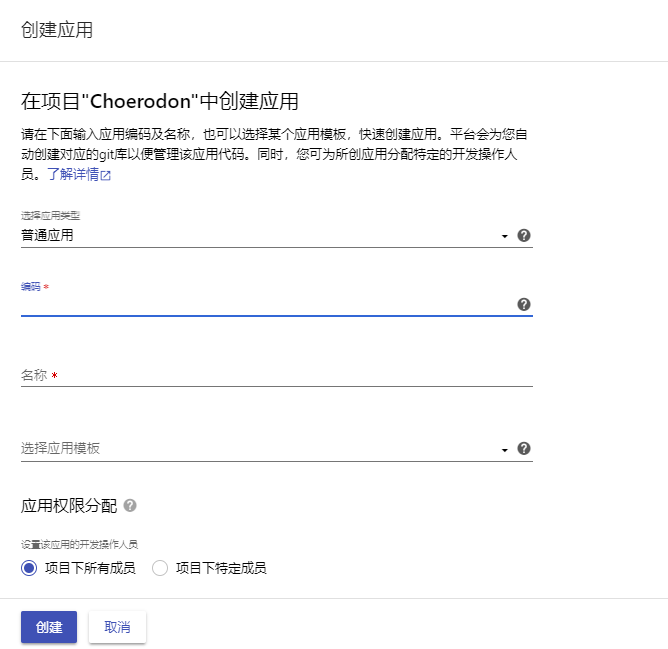 创建应用
在项目"Choerodon"中创建应用
请在下面输入应用编码及名称，也可以选择某个应用模板，快速创建应用。平台会为您自
动创建对应的git库以便管理该应用代码。同时，您可为所创应用分配特定的开发操作人
员。了解详情
选择应用类型
普通应用
编码 *
名称 *
选择应用模板
应用权限分配
设置该应用的开发操作人员
项目下所有成员 项目下特定成员
创建 取消